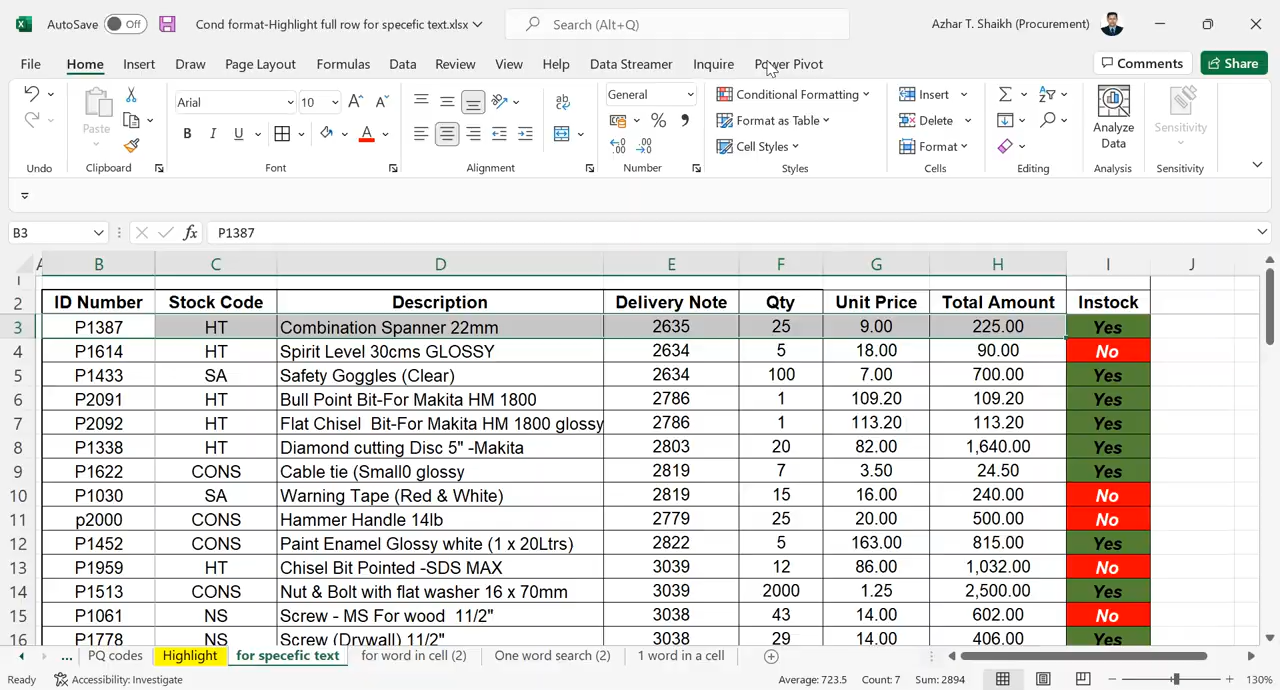 AutoSave Off Cond format-Highlight full row for specefic text.xlsx Search (Alt+Q) Azhar T. Shaikh (Procurement)
File Home Insert Draw Page Layout Formulas Data Review View Help Data Streamer Inquire Power Pivot Comments Share
Arial 10 General Conditional Formatting Insert
Paste B I U A % Format as Table Delete Analyze Data Sensitivity
Cell Styles Format
Undo Clipboard Font Alignment Number Styles Cells Editing Analysis Sensitivity
B3 fx P1387
A B C D E F G H I J
1
2 ID Number Stock Code Description Delivery Note Qty Unit Price Total Amount Instock
3 P1387 HT Combination Spanner 22mm 2635 25 9.00 225.00 Yes
4 P1614 HT Spirit Level 30cms GLOSSY 2634 5 18.00 90.00 No
5 P1433 SA Safety Goggles (Clear) 2634 100 7.00 700.00 Yes
6 P2091 HT Bull Point Bit-For Makita HM 1800 2786 1 109.20 109.20 Yes
7 P2092 HT Flat Chisel Bit-For Makita HM 1800 glossy 2786 1 113.20 113.20 Yes
8 P1338 HT Diamond cutting Disc 5" -Makita 2803 20 82.00 1,640.00 Yes
9 P1622 CONS Cable tie (Small0 glossy 2819 7 3.50 24.50 Yes
10 P1030 SA Warning Tape (Red & White) 2819 15 16.00 240.00 No
11 p2000 CONS Hammer Handle 14lb 2779 25 20.00 500.00 No
12 P1452 CONS Paint Enamel Glossy white (1 x 20Ltrs) 2822 5 163.00 815.00 Yes
13 P1959 HT Chisel Bit Pointed -SDS MAX 3039 12 86.00 1,032.00 No
14 P1513 CONS Nut & Bolt with flat washer 16 x 70mm 3039 2000 1.25 2,500.00 Yes
15 P1061 NS Screw - MS For wood 11/2" 3038 43 14.00 602.00 No
16 P1778 NS Screw (Drywall) 11/2" 3038 29 14.00 406.00 Yes
... PQ codes Highlight for specefic text for word in cell (2) One word search (2) 1 word in a cell
Ready Accessibility: Investigate Average: 723.5 Count: 7 Sum: 2894 130%